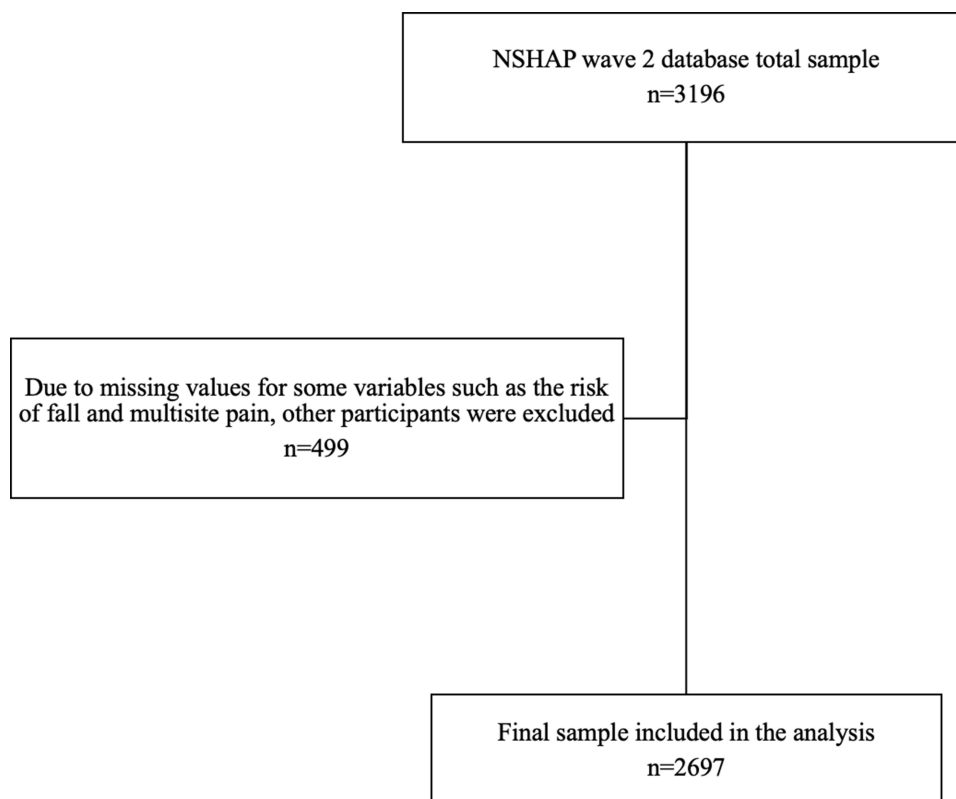 NSHAP wave 2 database total sample
n=3196
Due to missing values for some variables such as the risk
of fall and multisite pain, other participants were excluded
n=499
Final sample included in the analysis
n=2697